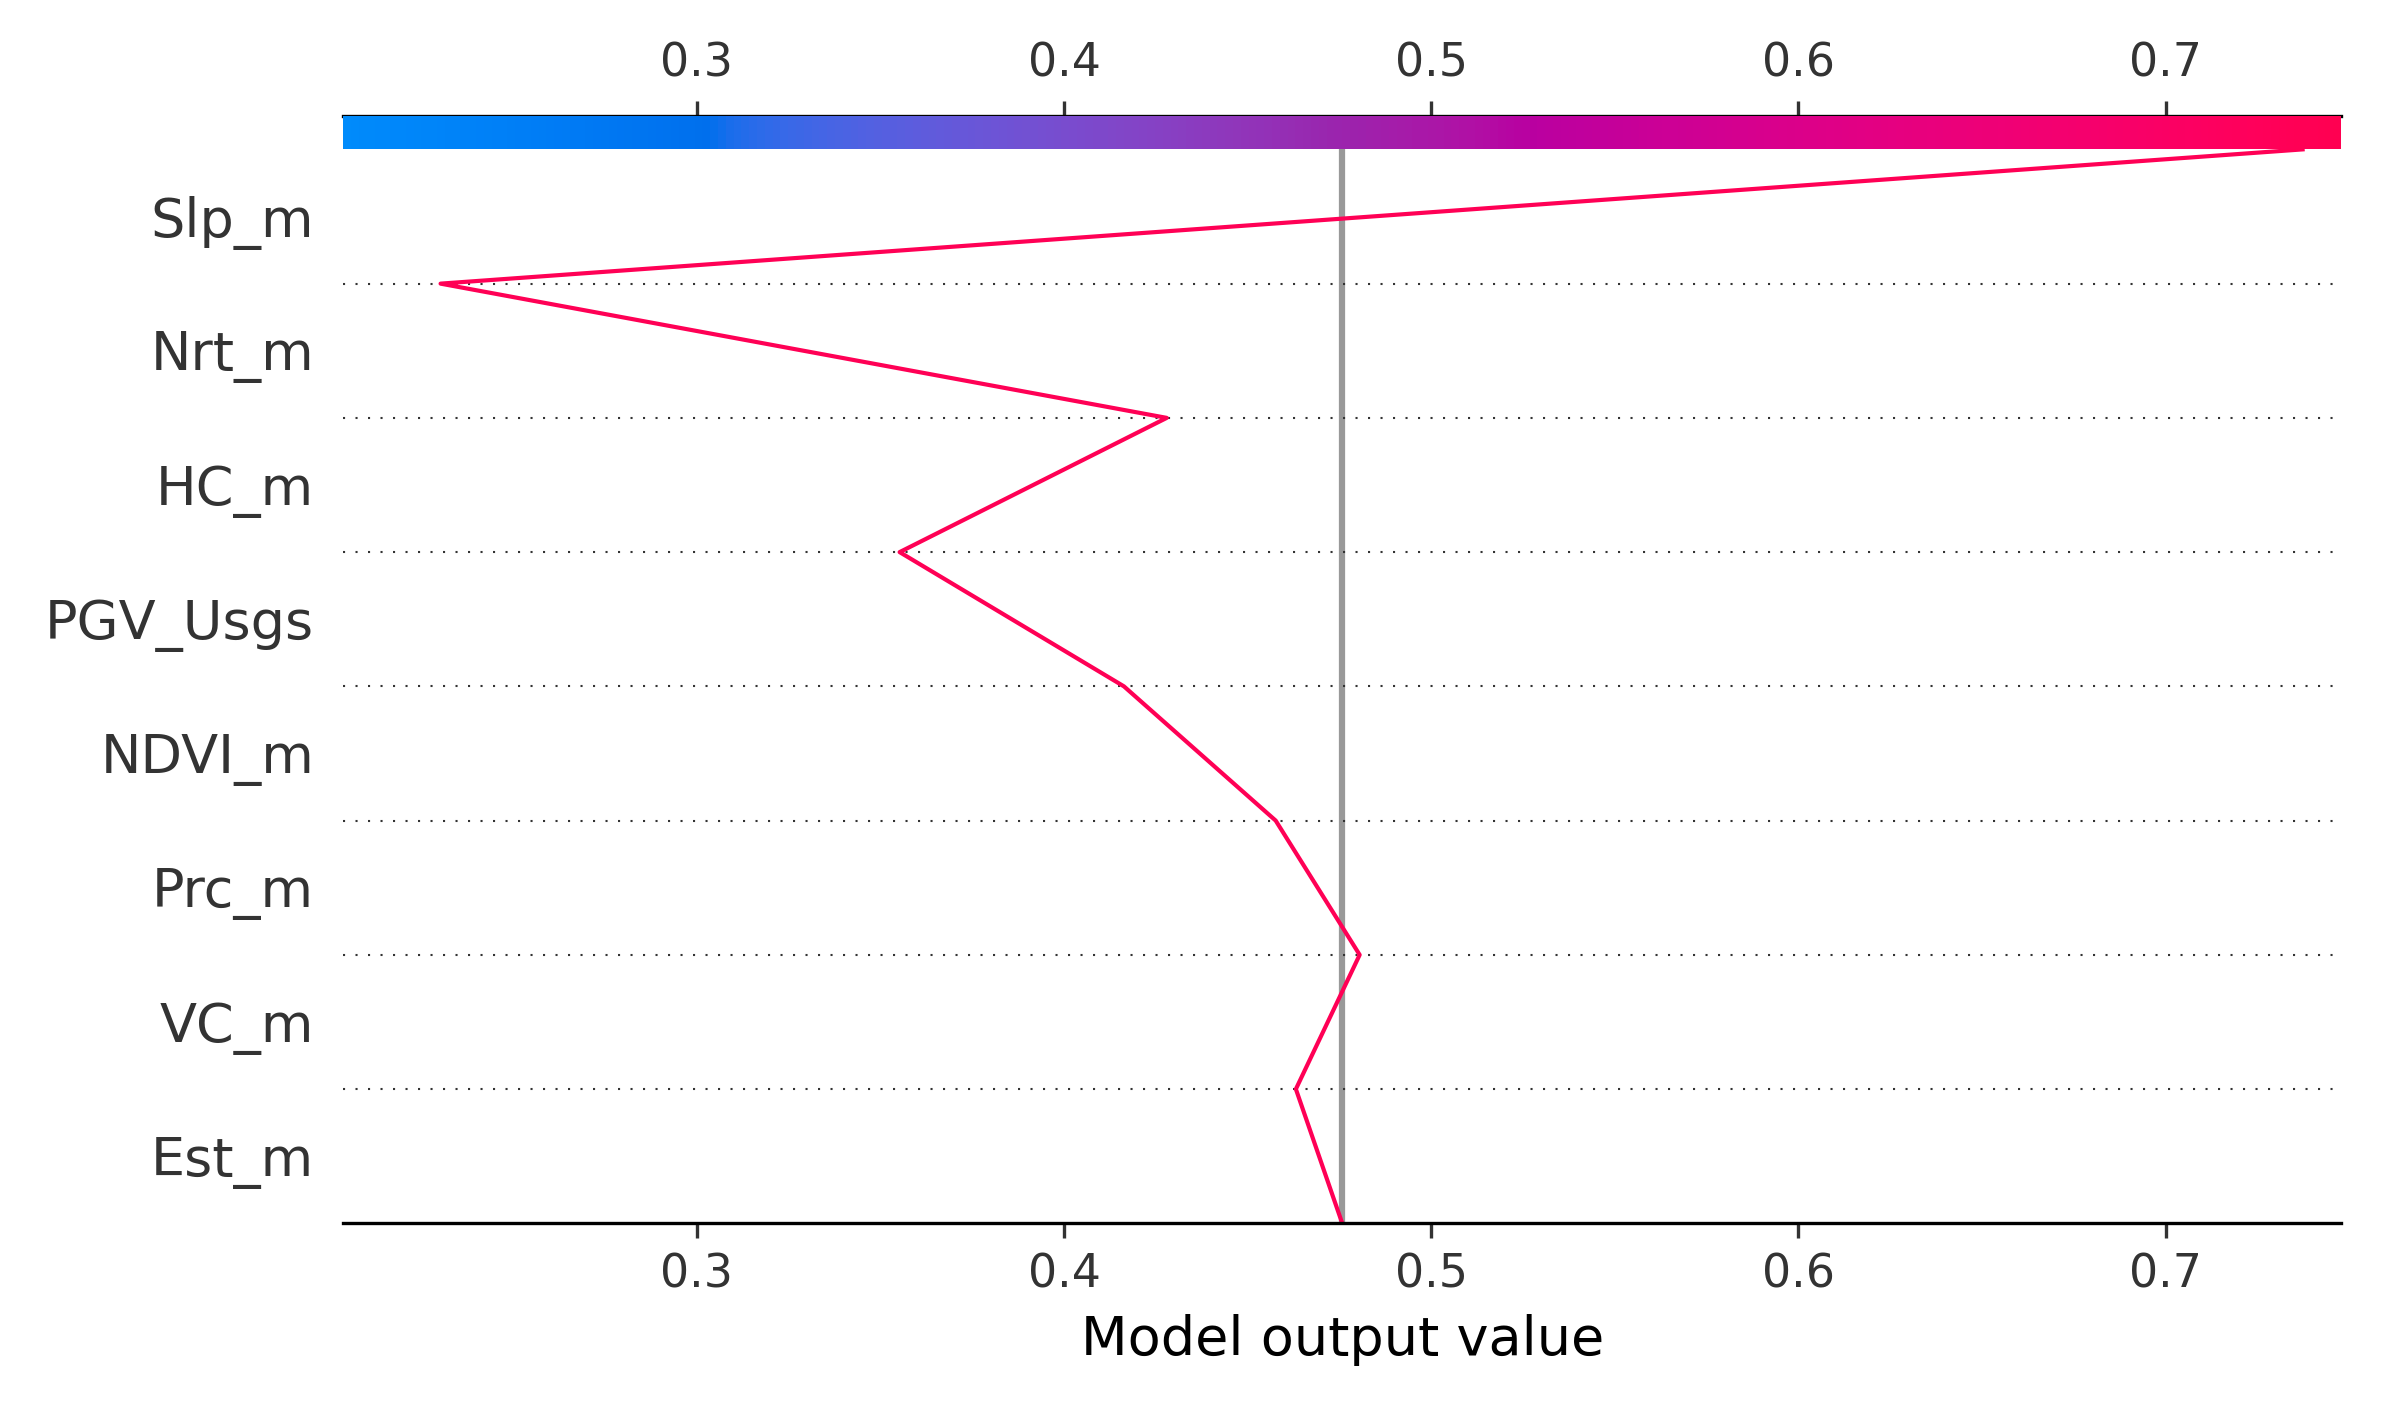 0.3 0.4 0.5 0.6 0.7
Slp_m
Nrt_m
HC_m
PGV_Usgs
NDVI_m
Prc_m
VC_m
Est_m
0.3 0.4 0.5 0.6 0.7
Model output value